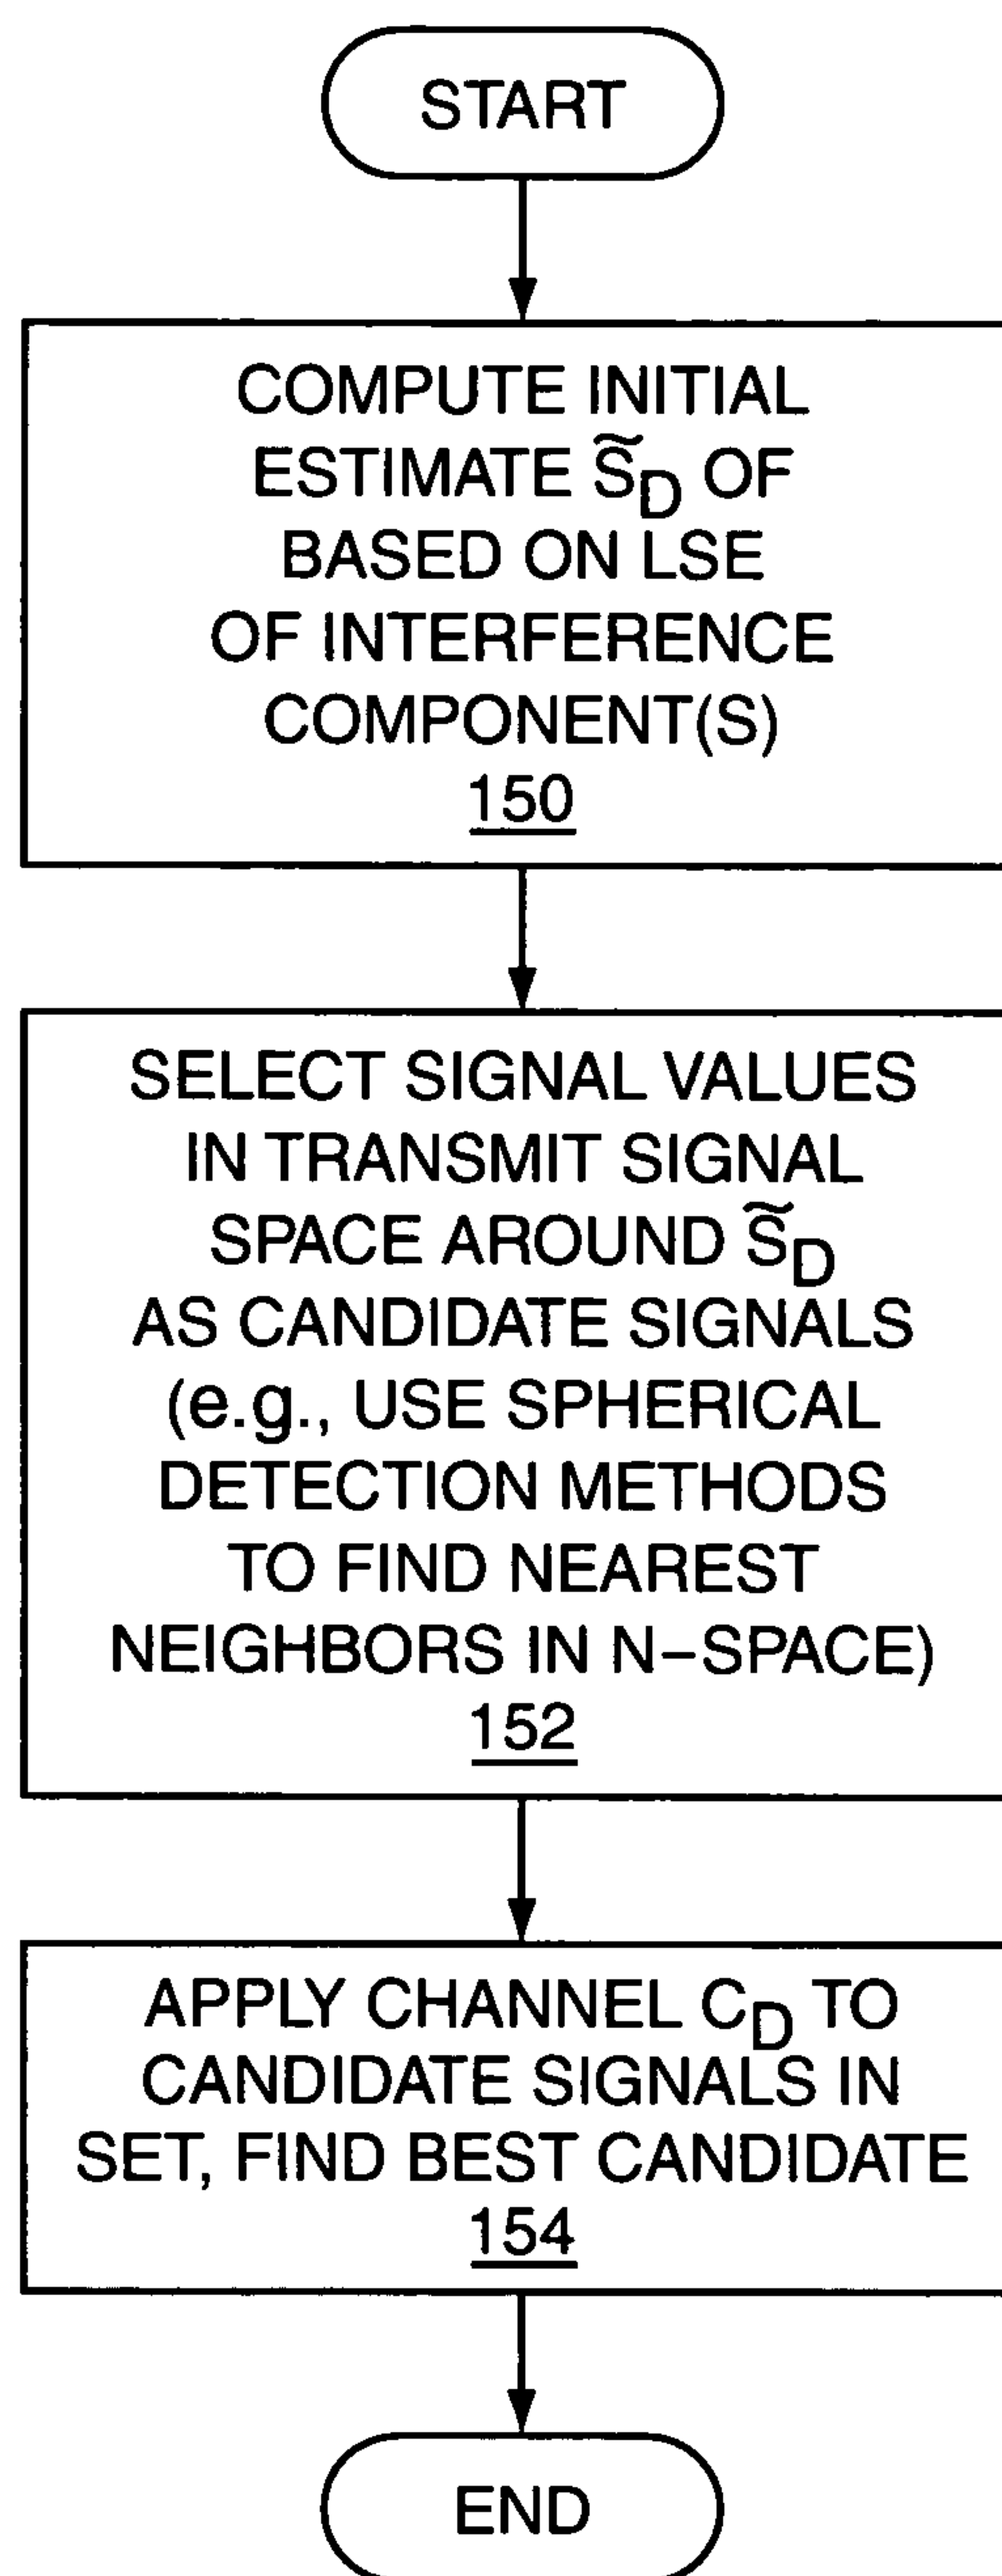 START
COMPUTE INITIAL
ESTIMATE S̃D OF
BASED ON LSE
OF INTERFERENCE
COMPONENT(S)
150
SELECT SIGNAL VALUES
IN TRANSMIT SIGNAL
SPACE AROUND S̃D
AS CANDIDATE SIGNALS
(e.g., USE SPHERICAL
DETECTION METHODS
TO FIND NEAREST
NEIGHBORS IN N–SPACE)
152
APPLY CHANNEL CD TO
CANDIDATE SIGNALS IN
SET, FIND BEST CANDIDATE
154
END